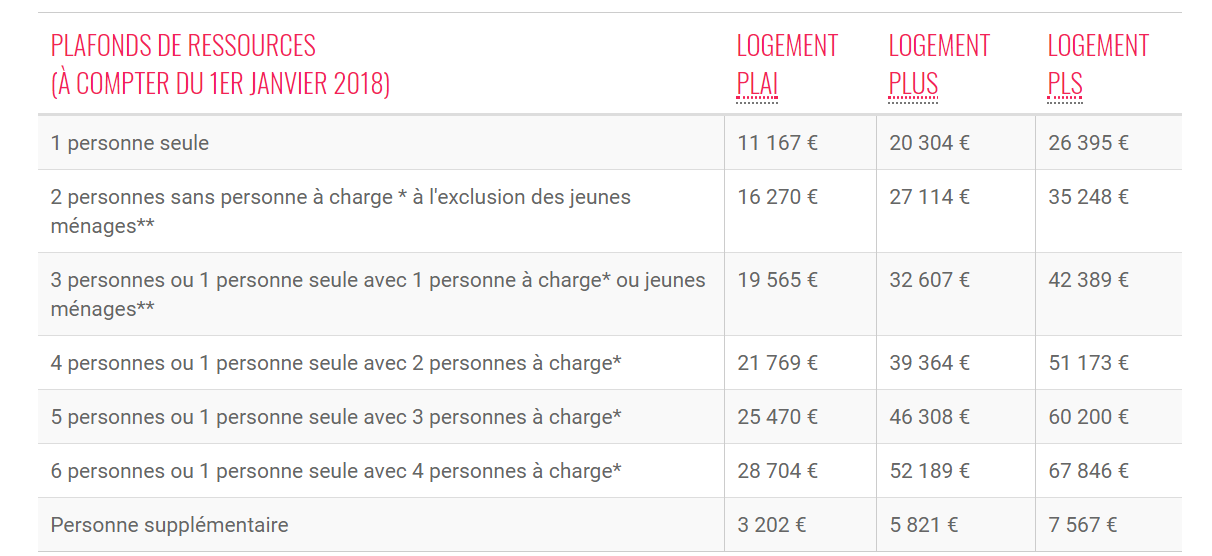 PLAFONDS DE RESSOURCES
(À COMPTER DU 1ER JANVIER 2018)
LOGEMENT
PLAI
LOGEMENT
PLUS
LOGEMENT
PLS
1 personne seule 11 167 € 20 304 € 26 395 €
2 personnes sans personne à charge * à l'exclusion des jeunes
ménages** 16 270 € 27 114 € 35 248 €
3 personnes ou 1 personne seule avec 1 personne à charge* ou jeunes
ménages** 19 565 € 32 607 € 42 389 €
4 personnes ou 1 personne seule avec 2 personnes à charge* 21 769 € 39 364 € 51 173 €
5 personnes ou 1 personne seule avec 3 personnes à charge* 25 470 € 46 308 € 60 200 €
6 personnes ou 1 personne seule avec 4 personnes à charge* 28 704 € 52 189 € 67 846 €
Personne supplémentaire 3 202 € 5 821 € 7 567 €